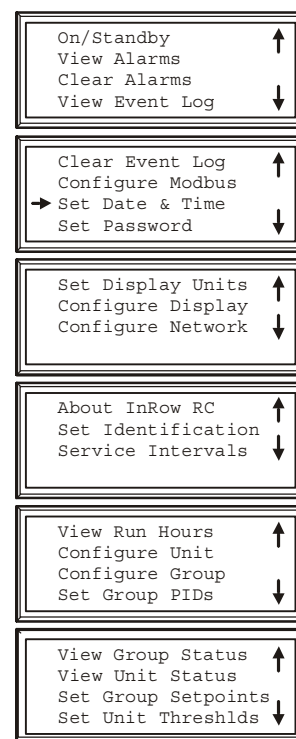 On/Standby
View Alarms
Clear Alarms
View Event Log
Clear Event Log
Configure Modbus
Set Date & Time
Set Password
Set Display Units
Configure Display
Configure Network
About InRow RC
Set Identification
Service Intervals
View Run Hours
Configure Unit
Configure Group
Set Group PIDs
View Group Status
View Unit Status
Set Group Setpoints
Set Unit Threshlds